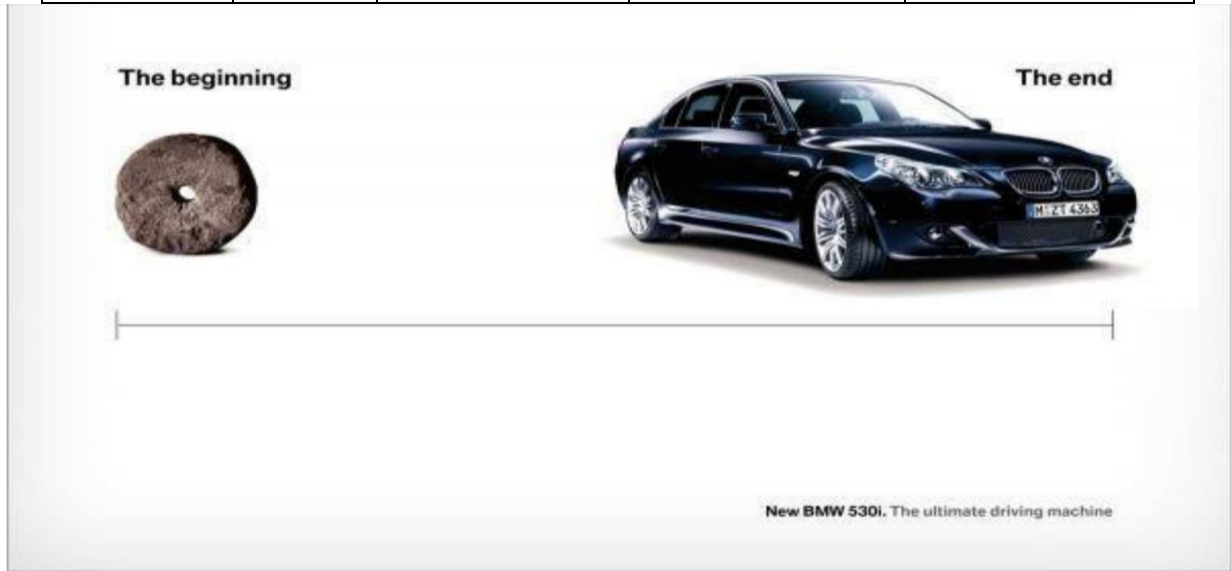 The beginning
The end
M ZT 4363
New BMW 530i. The ultimate driving machine